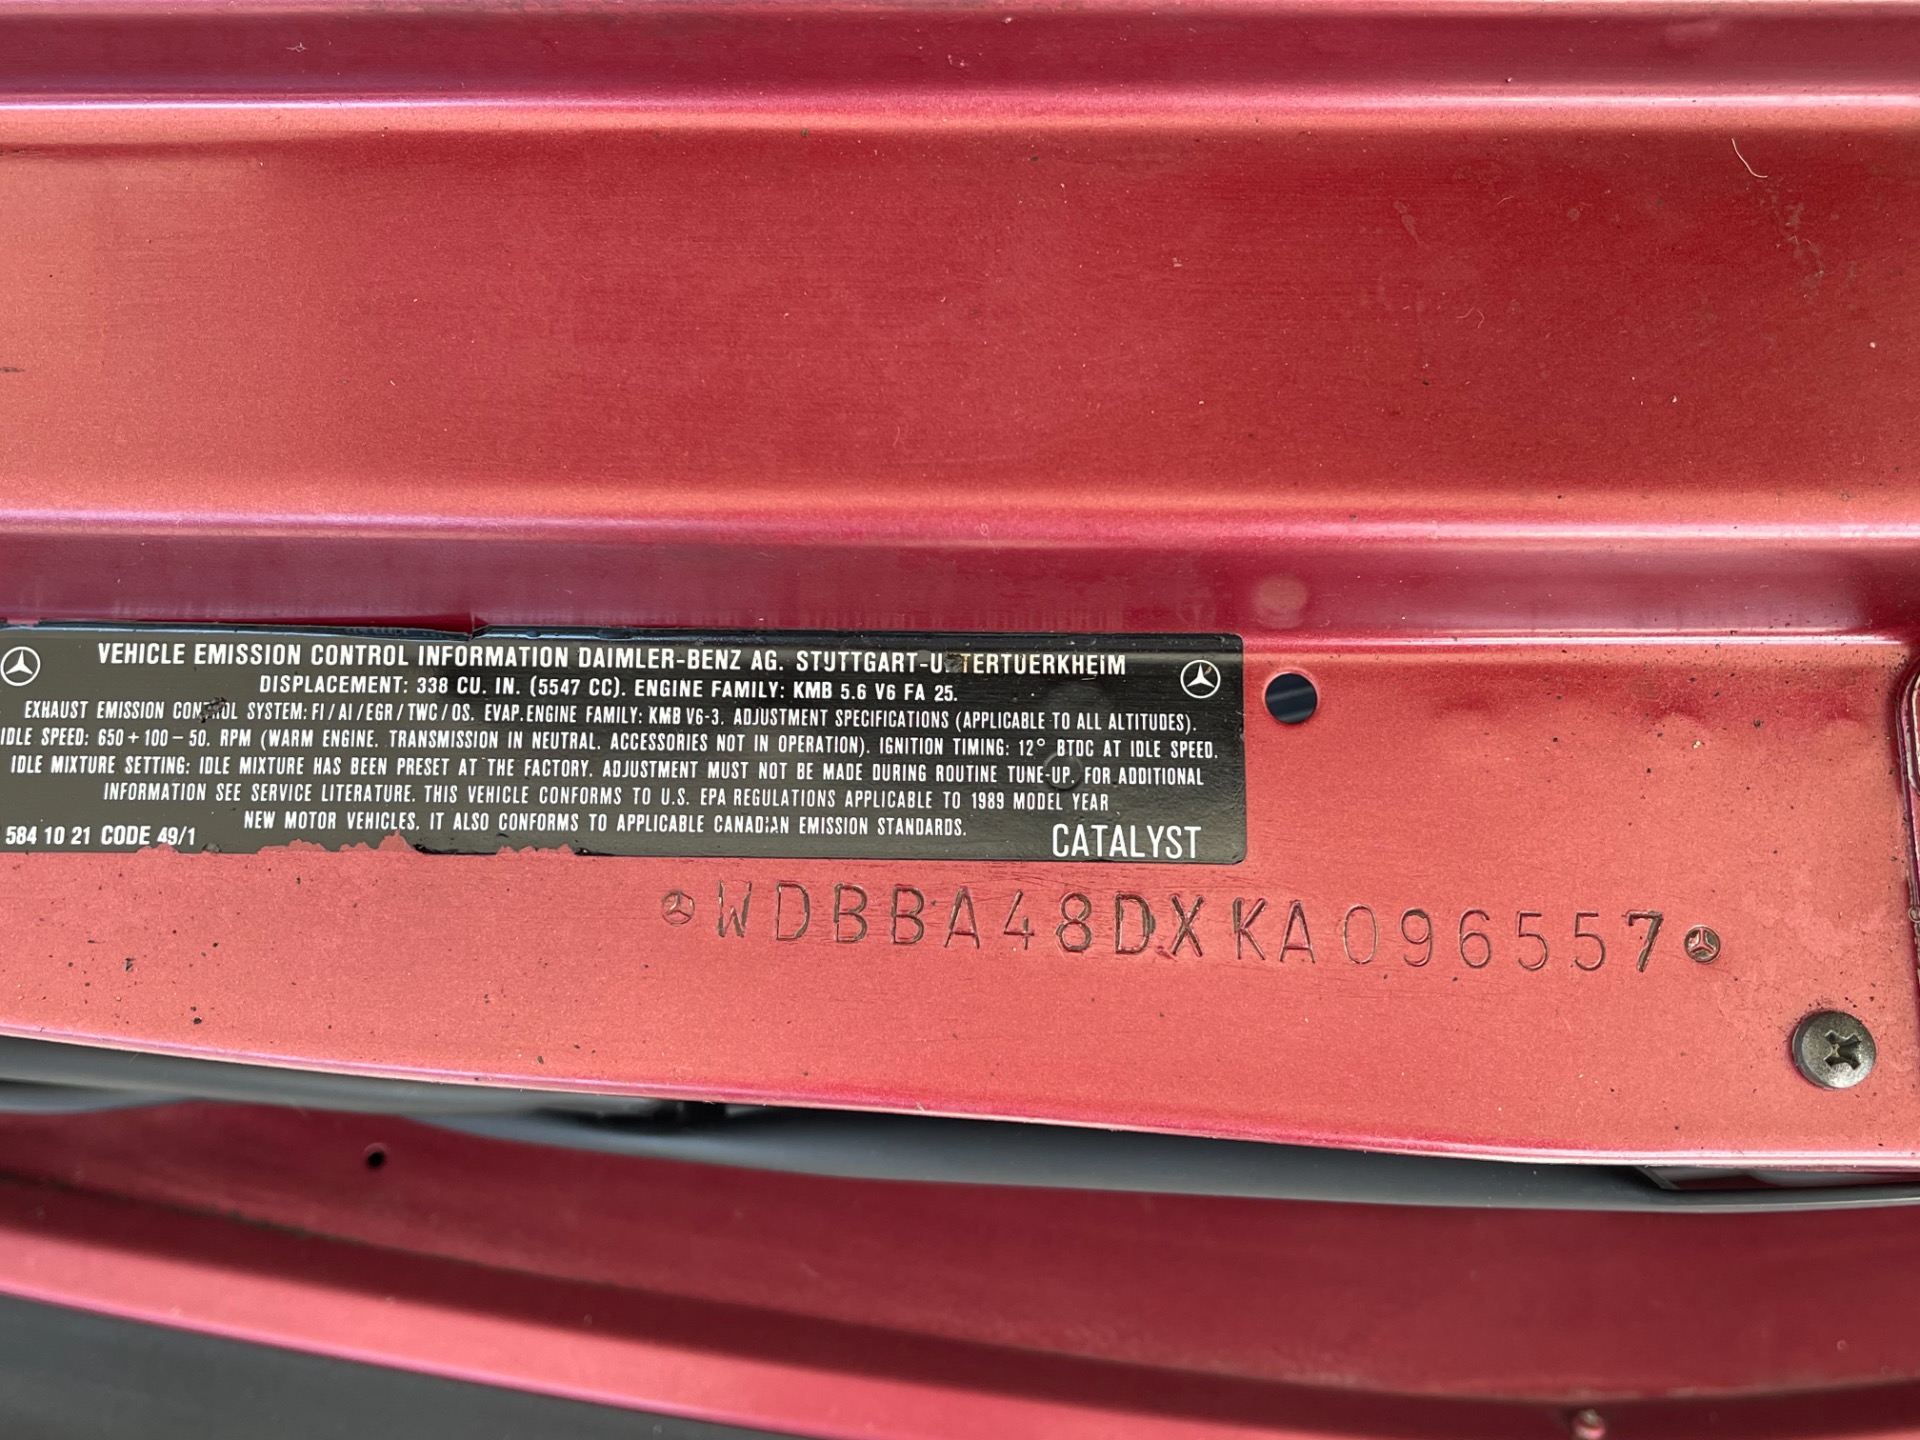 VEHICLE EMISSION CONTROL INFORMATION DAIMLER-BENZ AG. STUTTGART-U TERTUERKHEIM
DISPLACEMENT: 338 CU. IN. (5547 CC). ENGINE FAMILY: KMB 5.6 V6 FA 25.
EXHAUST EMISSION CONTROL SYSTEM: FI/AI/EGR/TWC/OS. EVAP. ENGINE FAMILY: KMB V6-3. ADJUSTMENT SPECIFICATIONS (APPLICABLE TO ALL ALTITUDES).
IDLE SPEED: 650 + 100 - 50. RPM (WARM ENGINE. TRANSMISSION IN NEUTRAL. ACCESSORIES NOT IN OPERATION). IGNITION TIMING: 12° BTDC AT IDLE SPEED.
IDLE MIXTURE SETTING: IDLE MIXTURE HAS BEEN PRESET AT THE FACTORY. ADJUSTMENT MUST NOT BE MADE DURING ROUTINE TUNE-UP. FOR ADDITIONAL
INFORMATION SEE SERVICE LITERATURE. THIS VEHICLE CONFORMS TO U.S. EPA REGULATIONS APPLICABLE TO 1989 MODEL YEAR
NEW MOTOR VEHICLES. IT ALSO CONFORMS TO APPLICABLE CANADIAN EMISSION STANDARDS.
584 10 21 CODE 49/1
CATALYST
WDBBA48DXKA096557